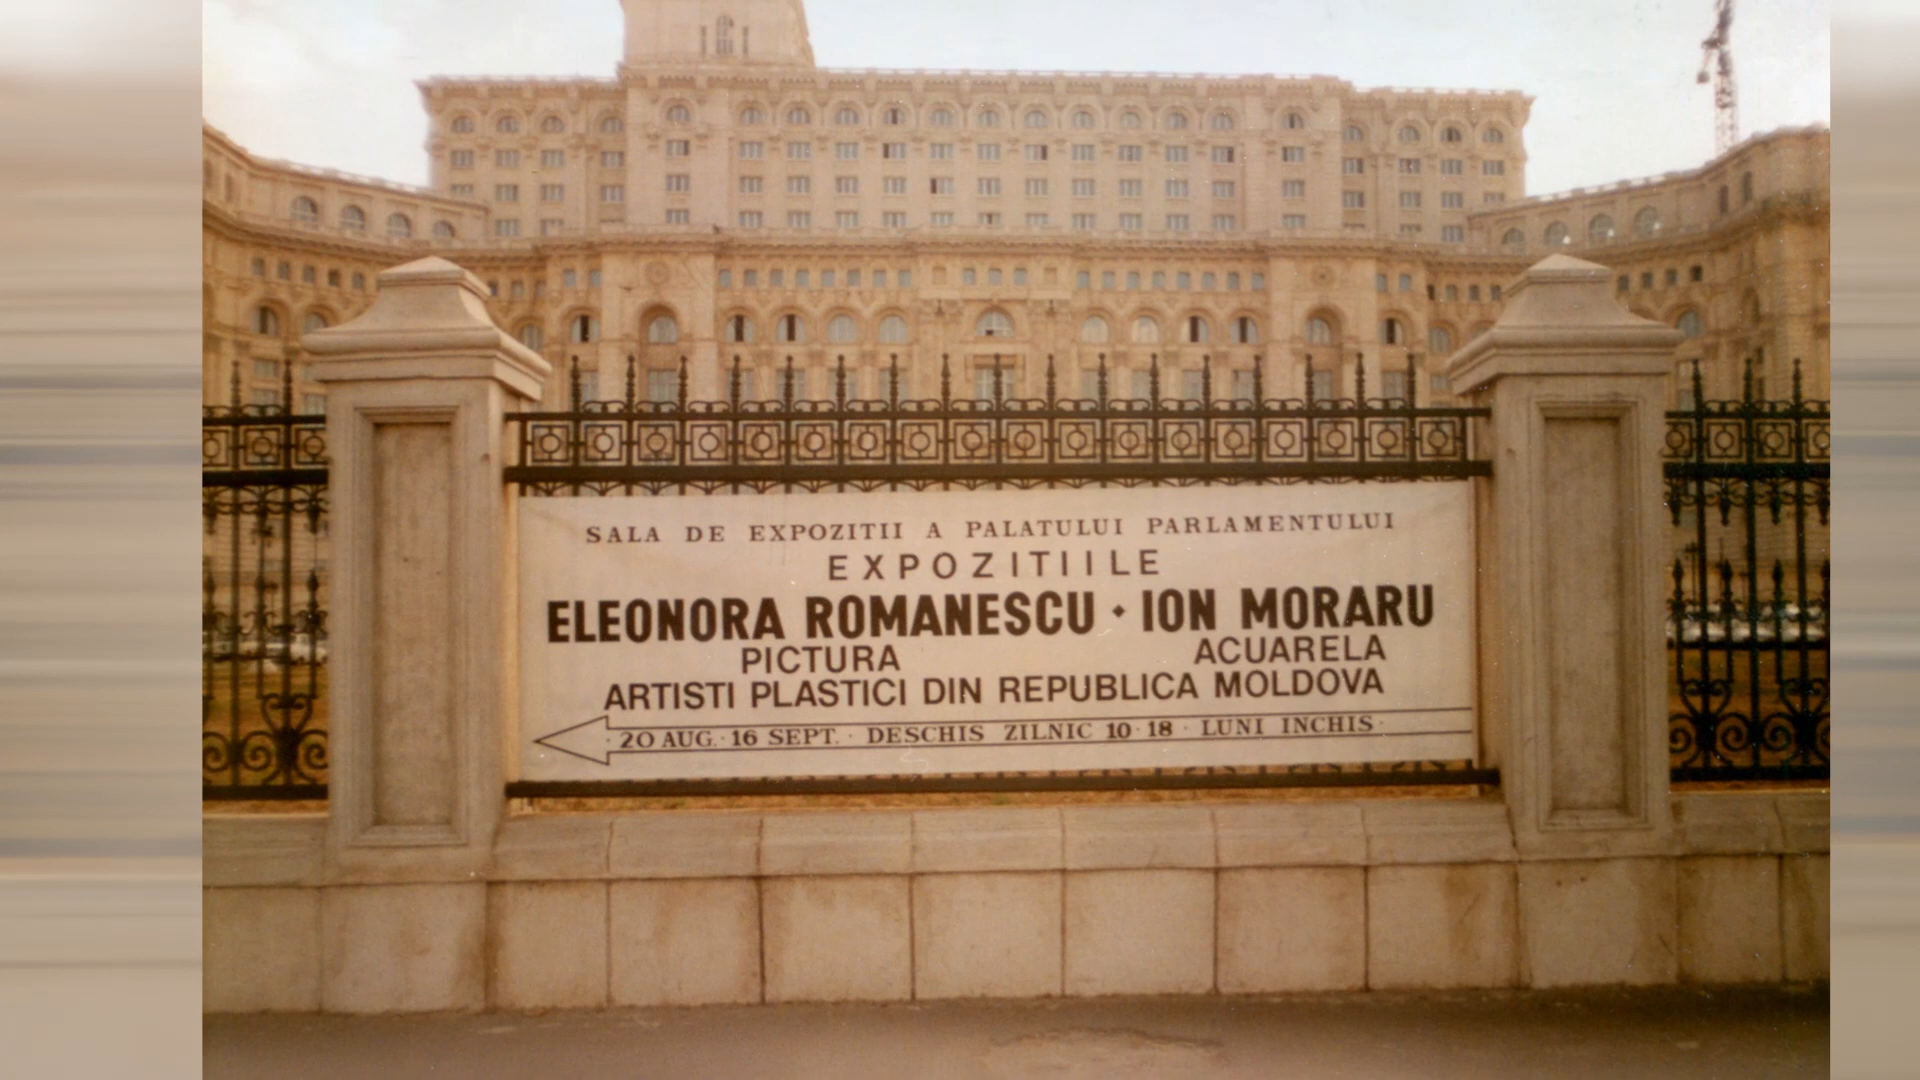 SALA DE EXPOZITII A PALATULUI PARLAMENTULUI
EXPOZITIILE
ELEONORA ROMANESCU • ION MORARU
PICTURA ACUARELA
ARTISTI PLASTICI DIN REPUBLICA MOLDOVA
· 20 AUG. · 16 SEPT. · DESCHIS ZILNIC 10 · 18 · LUNI INCHIS ·